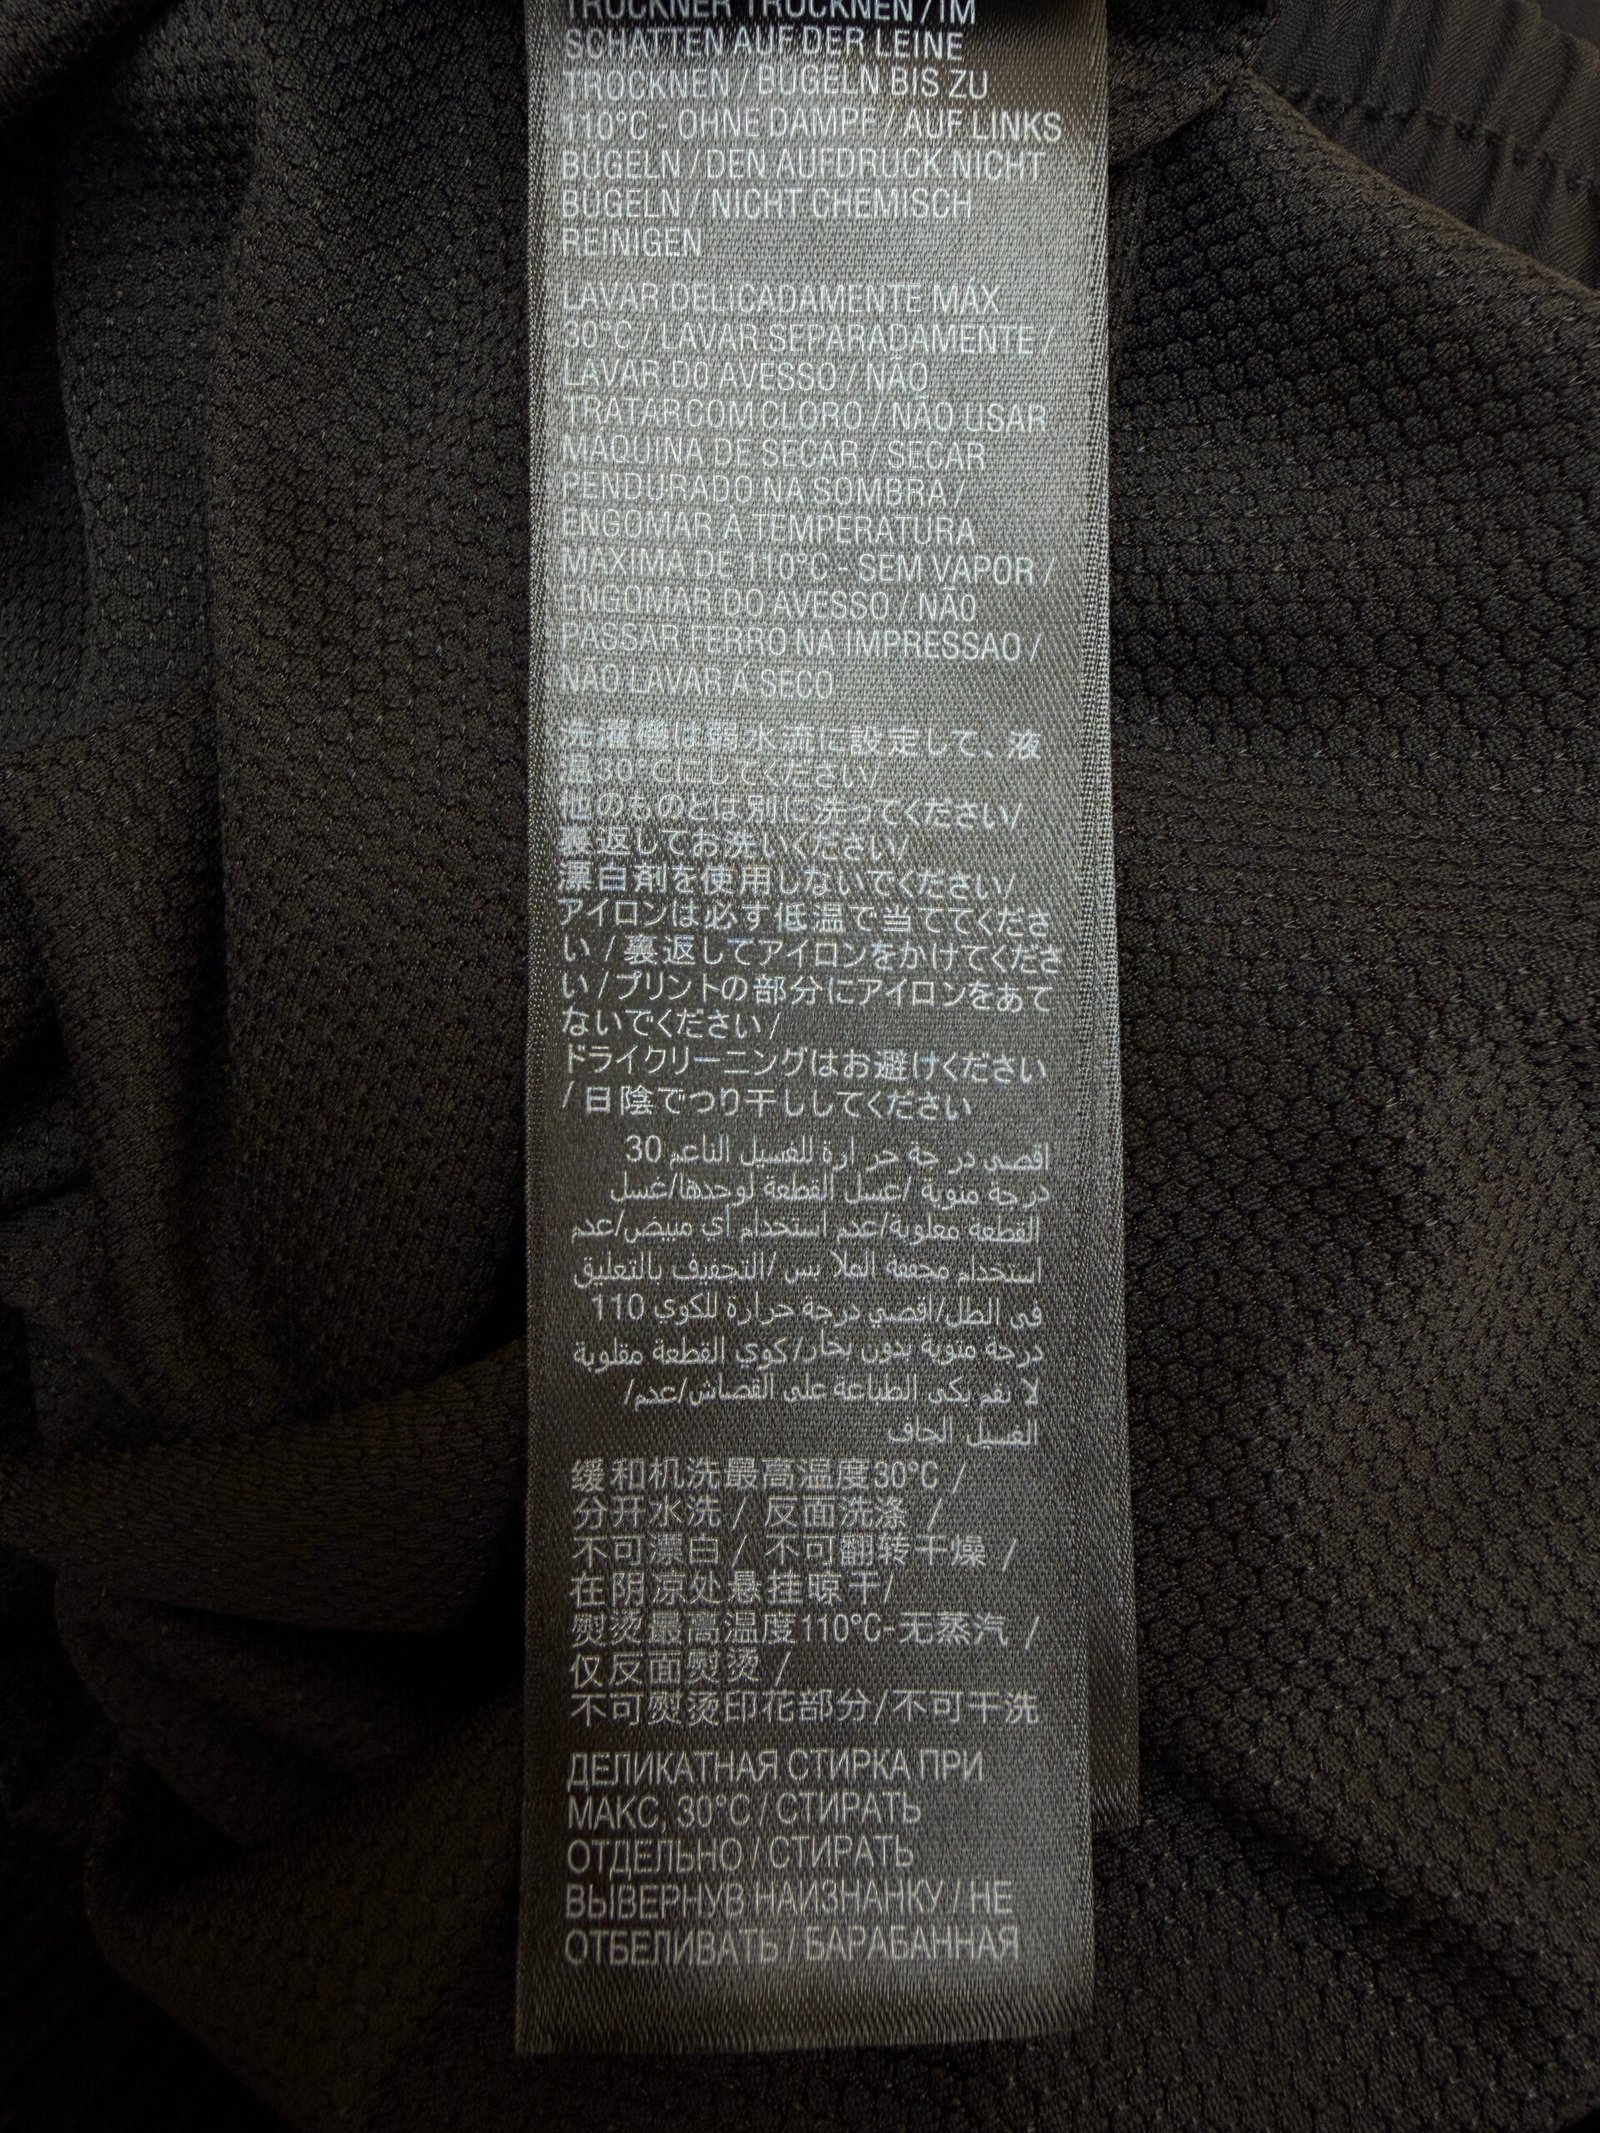 TROCKNER TROCKNEN / IM
SCHATTEN AUF DER LEINE
TROCKNEN / BÜGELN BIS ZU
110°C - OHNE DAMPF / AUF LINKS
BÜGELN / DEN AUFDRUCK NICHT
BÜGELN / NICHT CHEMISCH
REINIGEN
LAVAR DELICADAMENTE MÁX
30°C / LAVAR SEPARADAMENTE /
LAVAR DO AVESSO / NÃO
TRATAR COM CLORO / NÃO USAR
MÁQUINA DE SECAR / SECAR
PENDURADO NA SOMBRA /
ENGOMAR À TEMPERATURA
MAXIMA DE 110°C - SEM VAPOR /
ENGOMAR DO AVESSO / NÃO
PASSAR FERRO NA IMPRESSAO /
NÃO LAVAR Á SECO
洗濯機は弱水流に設定して、液
温30°Cにしてください/
他のものとは別に洗ってください/
裏返してお洗いください/
漂白剤を使用しないでください/
アイロンは必ず低温で当ててくださ
い / 裏返してアイロンをかけてくださ
い / プリントの部分にアイロンをあて
ないでください /
ドライクリーニングはお避けください
/ 日陰でつり干ししてください
اقصى در جة حر ارة للغسيل الناعم 30
درجة مئوية /غسل القطعة لوحدها/غسل
القطعة مقلوبة/عدم استخدام اي مبيض/عدم
استخدام مجففة الملا بس /التجفيف بالتعليق
فى الظل/اقصي درجة حرارة للكوي 110
درجة مئوية بدون بخار/كوي القطعة مقلوبة
لا تقم بكى الطباعة على القماش/عدم/
الغسيل الجاف
缓和机洗最高温度30°C /
分开水洗 / 反面洗涤 /
不可漂白 / 不可翻转干燥 /
在阴凉处悬挂晾干/
熨烫最高温度110°C-无蒸汽 /
仅反面熨烫 /
不可熨烫印花部分/不可干洗
ДЕЛИКАТНАЯ СТИРКА ПРИ
МАКС, 30°C / СТИРАТЬ
ОТДЕЛЬНО / СТИРАТЬ
ВЫВЕРНУВ НАИЗНАНКУ / НЕ
ОТБЕЛИВАТЬ / БАРАБАННАЯ